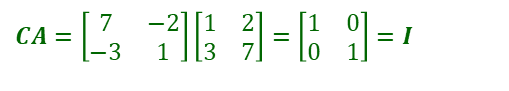 CA = [7 −2 −3 1] [1 2 3 7] = [1 0 0 1] = I